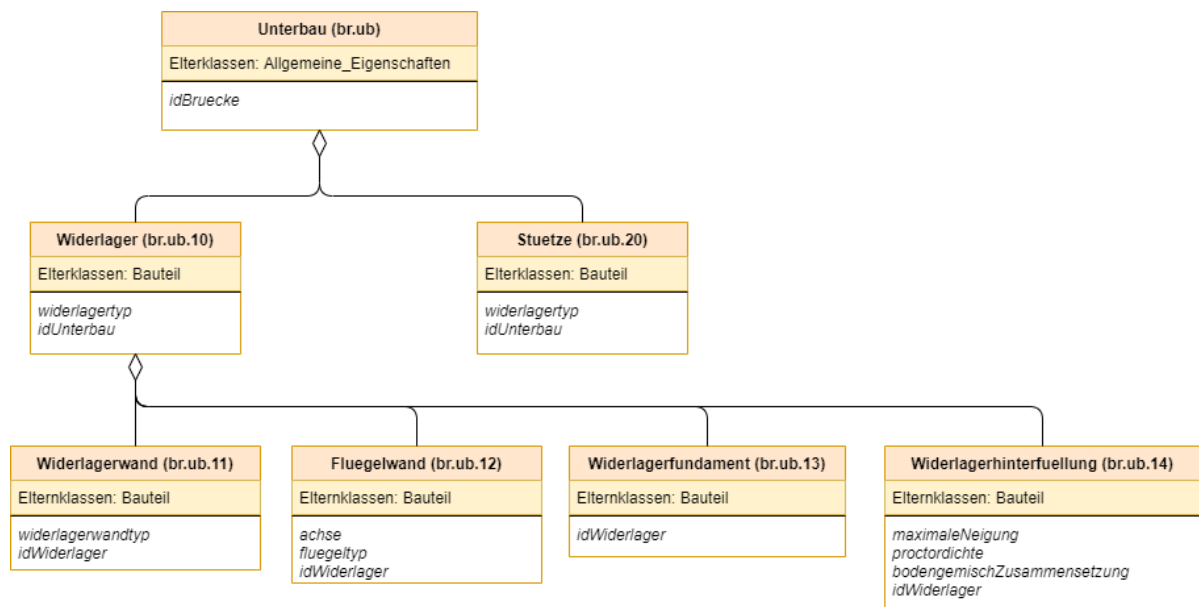 Unterbau (br.ub)
Elterklassen: Allgemeine_Eigenschaften
idBruecke
Widerlager (br.ub.10)
Elterklassen: Bauteil
widerlagertyp
idUnterbau
Stuetze (br.ub.20)
Elterklassen: Bauteil
widerlagertyp
idUnterbau
Widerlagerwand (br.ub.11)
Elternklassen: Bauteil
widerlagerwandtyp
idWiderlager
Fluegelwand (br.ub.12)
Elternklassen: Bauteil
achse
fluegeltyp
idWiderlager
Widerlagerfundament (br.ub.13)
Elternklassen: Bauteil
idWiderlager
Widerlagerhinterfuellung (br.ub.14)
Elternklassen: Bauteil
maximaleNeigung
proctordichte
bodengemischZusammensetzung
idWiderlager